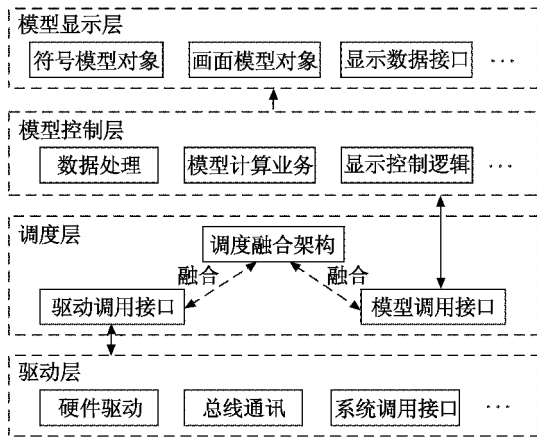 模型显示层
符号模型对象 画面模型对象 显示数据接口 ···
模型控制层
数据处理 模型计算业务 显示控制逻辑 ···
调度层
调度融合架构
融合 融合
驱动调用接口 模型调用接口
驱动层
硬件驱动 总线通讯 系统调用接口 ···